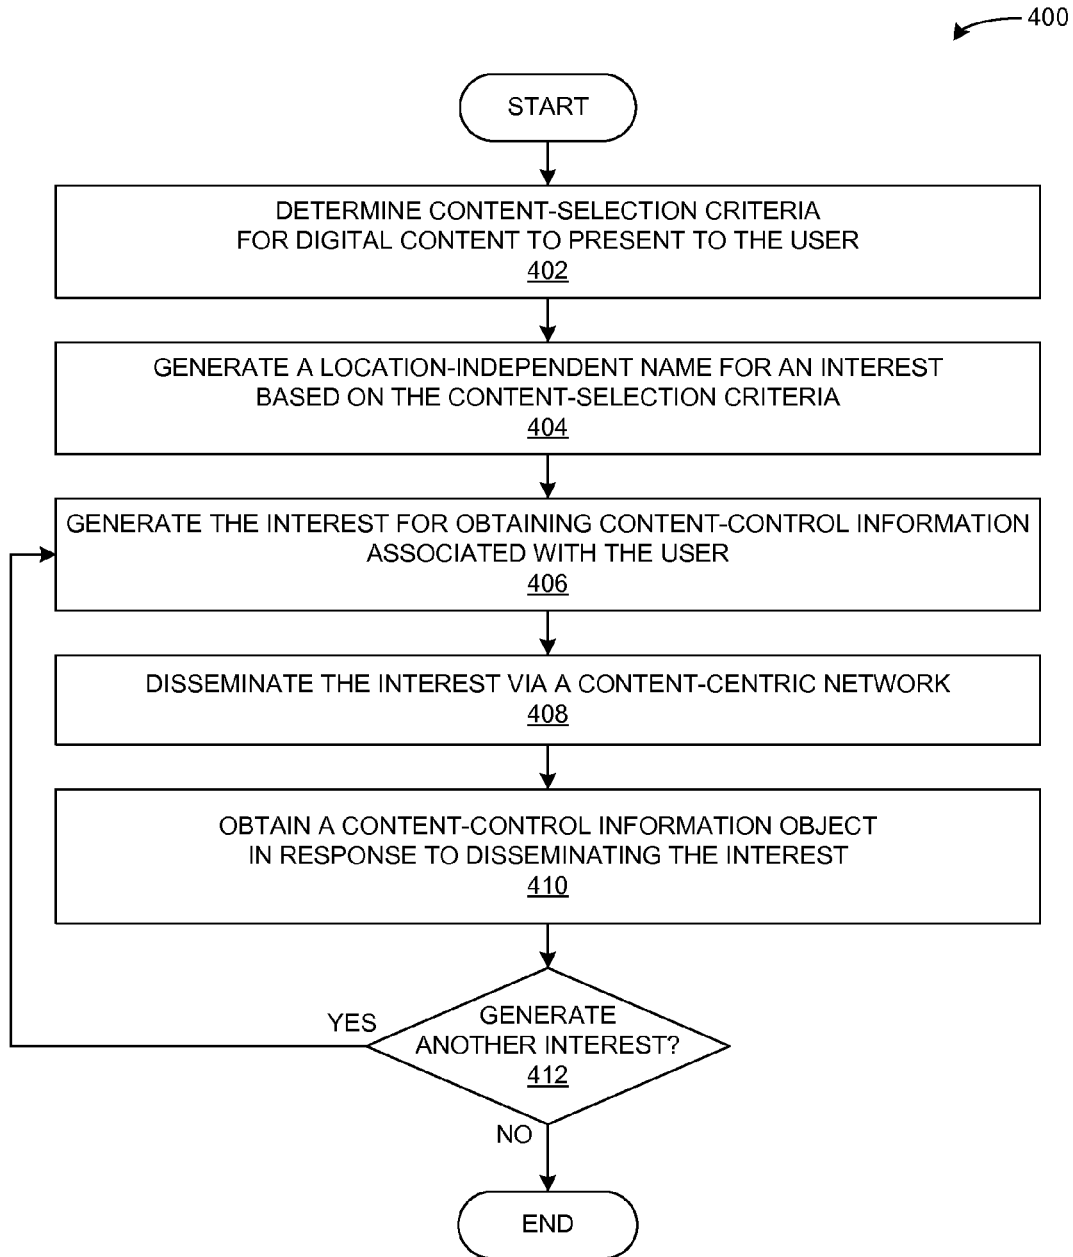 400
START
DETERMINE CONTENT-SELECTION CRITERIA
FOR DIGITAL CONTENT TO PRESENT TO THE USER
402
GENERATE A LOCATION-INDEPENDENT NAME FOR AN INTEREST
BASED ON THE CONTENT-SELECTION CRITERIA
404
GENERATE THE INTEREST FOR OBTAINING CONTENT-CONTROL INFORMATION
ASSOCIATED WITH THE USER
406
DISSEMINATE THE INTEREST VIA A CONTENT-CENTRIC NETWORK
408
OBTAIN A CONTENT-CONTROL INFORMATION OBJECT
IN RESPONSE TO DISSEMINATING THE INTEREST
410
YES
GENERATE
ANOTHER INTEREST?
412
NO
END